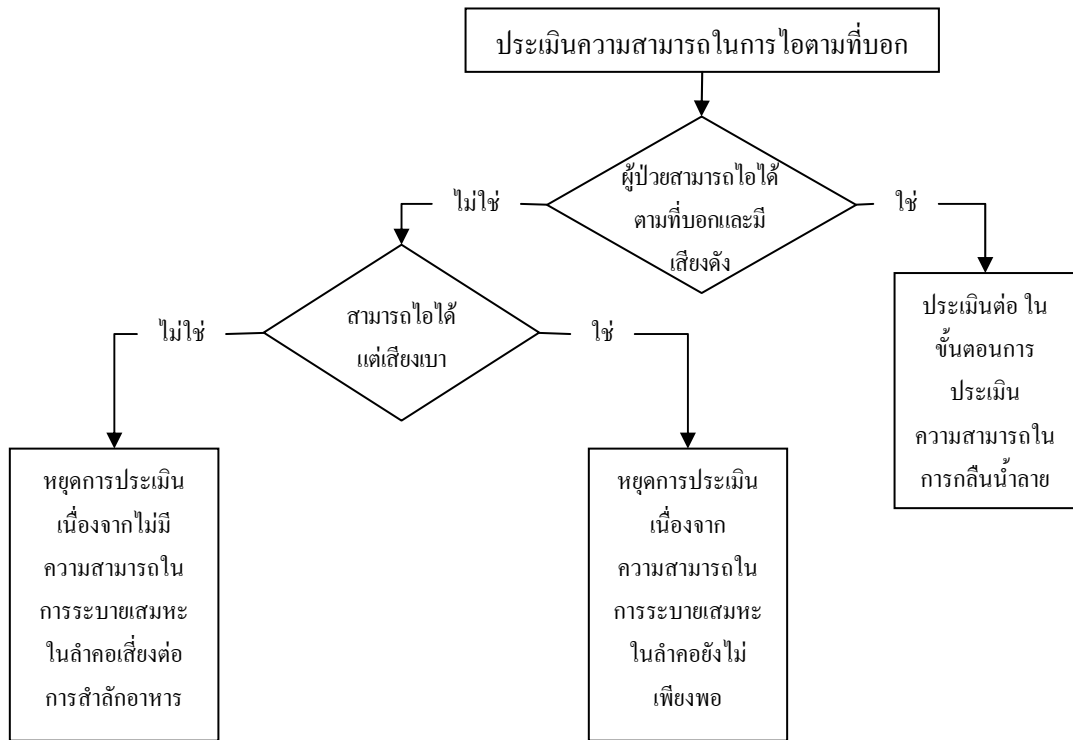 ประเมินความสามารถในการไอตามที่บอก
ผู้ป่วยสามารถไอได้
ตามที่บอกและมี
เสียงดัง
ไม่ใช่
ใช่
สามารถไอได้
แต่เสียงเบา
ไม่ใช่
ใช่
ประเมินต่อ ใน
ขั้นตอนการ
ประเมิน
ความสามารถใน
การกลืนน้ำลาย
หยุดการประเมิน
เนื่องจากไม่มี
ความสามารถใน
การระบายเสมหะ
ในลำคอเสี่ยงต่อ
การสำลักอาหาร
หยุดการประเมิน
เนื่องจาก
ความสามารถใน
การระบายเสมหะ
ในลำคอยังไม่
เพียงพอ